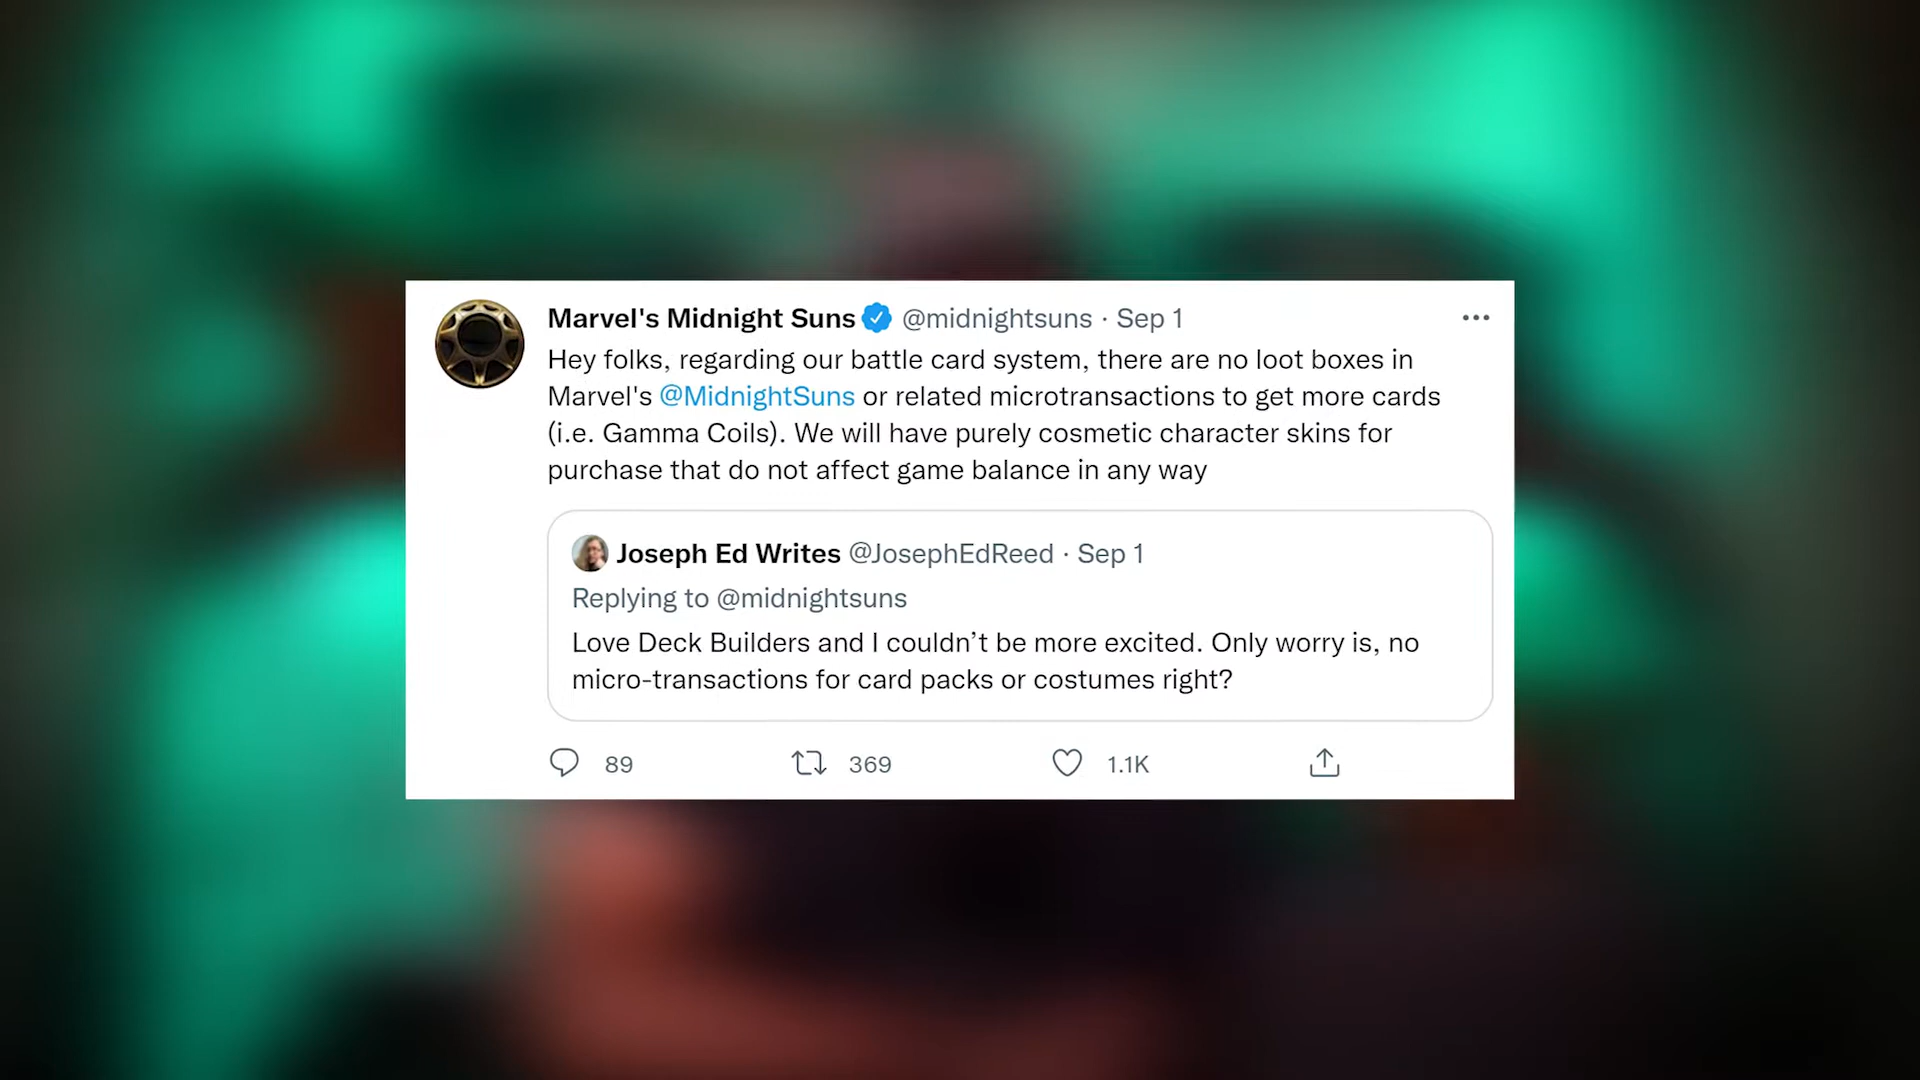 Marvel's Midnight Suns @midnightsuns · Sep 1
Hey folks, regarding our battle card system, there are no loot boxes in
Marvel's @MidnightSuns or related microtransactions to get more cards
(i.e. Gamma Coils). We will have purely cosmetic character skins for
purchase that do not affect game balance in any way
Joseph Ed Writes @JosephEdReed · Sep 1
Replying to @midnightsuns
Love Deck Builders and I couldn’t be more excited. Only worry is, no
micro-transactions for card packs or costumes right?
89 369 1.1K